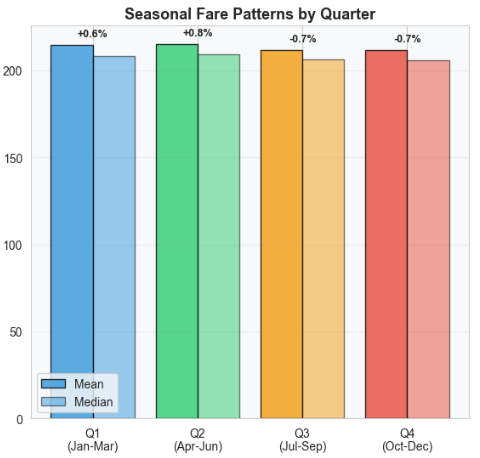 Seasonal Fare Patterns by Quarter
+0.6%
+0.8%
-0.7%
-0.7%
200
150
100
50
0
Mean
Median
Q1
(Jan-Mar)
Q2
(Apr-Jun)
Q3
(Jul-Sep)
Q4
(Oct-Dec)